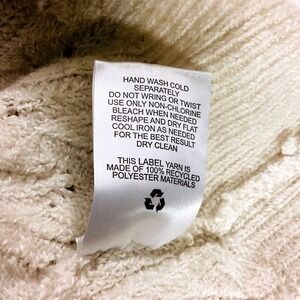 HAND WASH COLD
SEPARATELY
DO NOT WRING OR TWIST
USE ONLY NON-CHLORINE
BLEACH WHEN NEEDED
RESHAPE AND DRY FLAT
COOL IRON AS NEEDED
FOR THE BEST RESULT
DRY CLEAN
THIS LABEL YARN IS
MADE OF 100% RECYCLED
POLYESTER MATERIALS